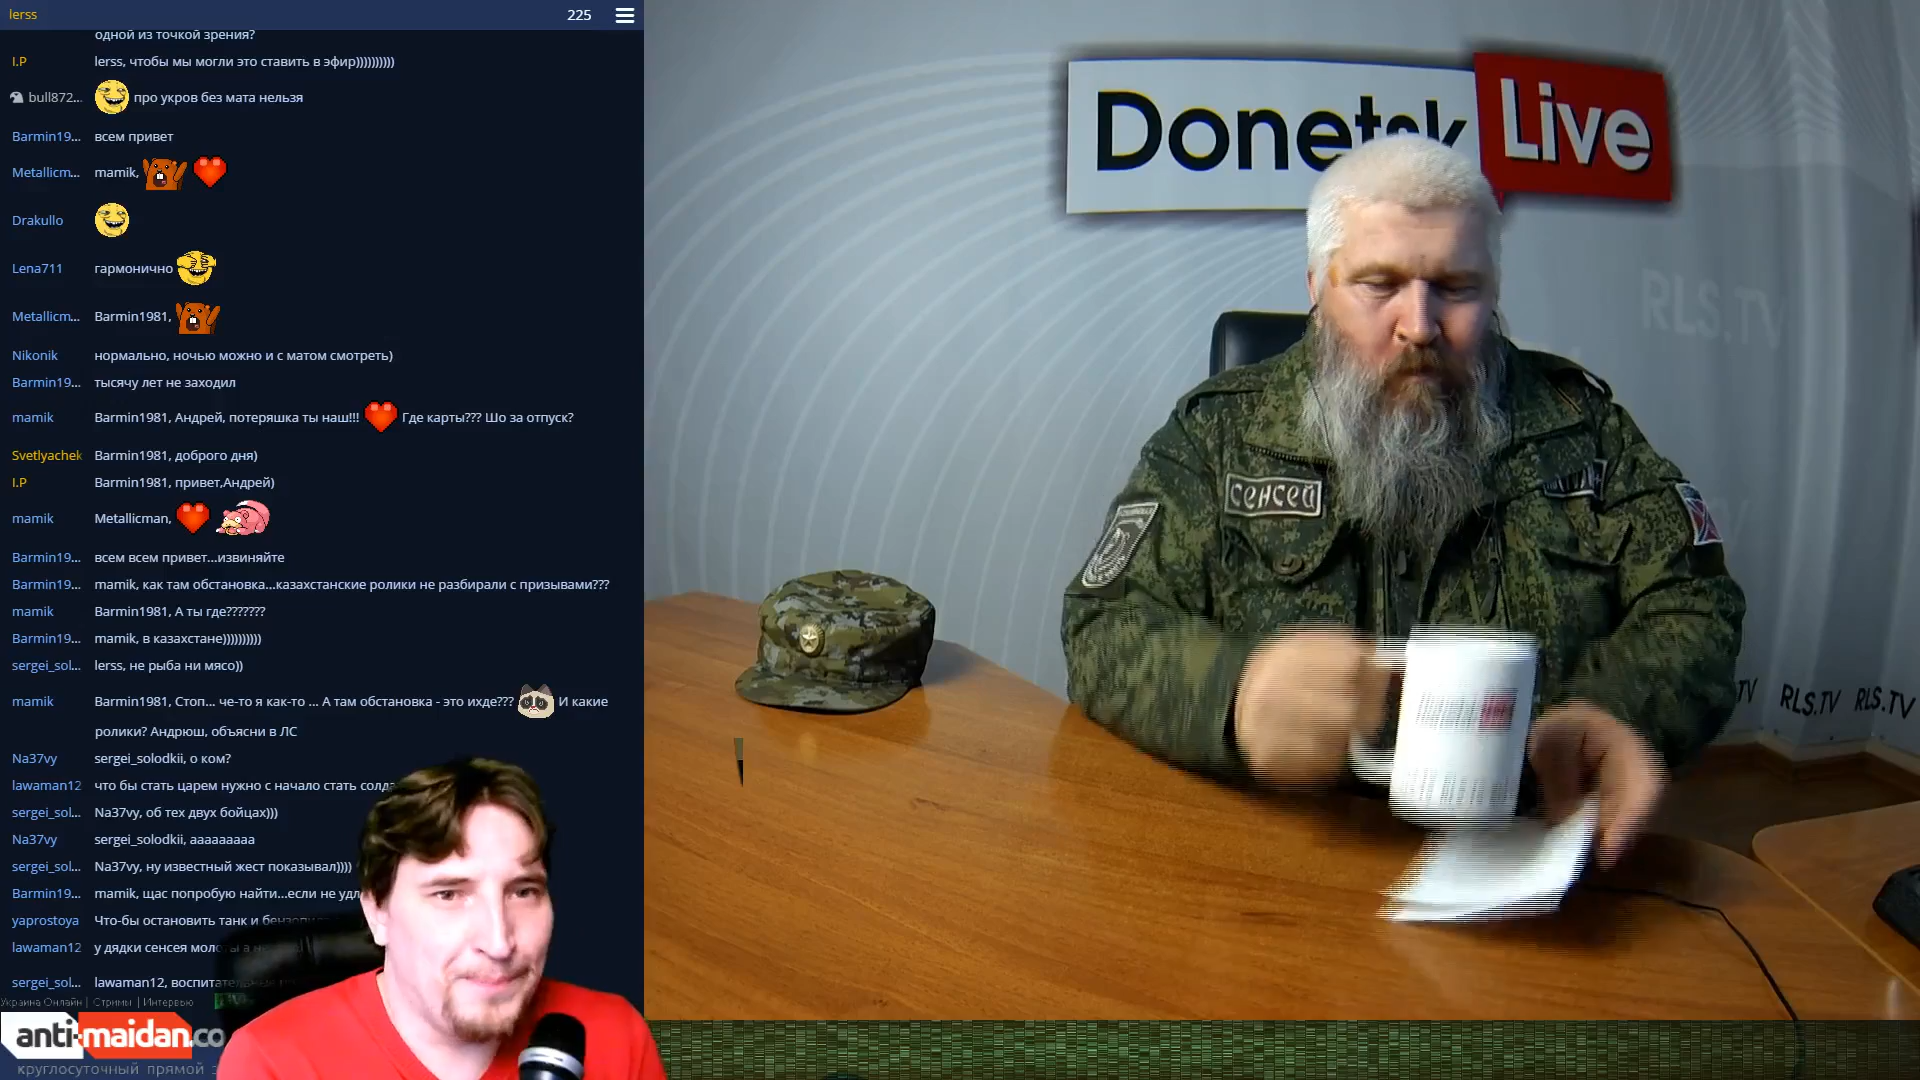 lerss
225
одной из точкой зрения?
I.P lerss, чтобы мы могли это ставить в эфир))))))))))
bull872... про укров без мата нельзя
Barmin19... всем привет
Metallicm... mamik,
Drakullo
Lena711 гармонично
Metallicm... Barmin1981,
Nikonik нормально, ночью можно и с матом смотреть)
Barmin19... тысячу лет не заходил
mamik Barmin1981, Андрей, потеряшка ты наш!!! Где карты??? Шо за отпуск?
Svetlyachek Barmin1981, доброго дня)
I.P Barmin1981, привет,Андрей)
mamik Metallicman,
Barmin19... всем всем привет...извиняйте
Barmin19... mamik, как там обстановка...казахстанские ролики не разбирали с призывами???
mamik Barmin1981, А ты где???????
Barmin19... mamik, в казахстане))))))))))
sergei_sol... lerss, не рыба ни мясо))
mamik Barmin1981, Стоп... че-то я как-то ... А там обстановка - это ихде??? И какие
ролики? Андрюш, объясни в ЛС
Na37vy sergei_solodkii, о ком?
lawaman12 что бы стать царем нужно с начало стать солда
sergei_sol... Na37vy, об тех двух бойцах)))
Na37vy sergei_solodkii, ааааааааа
sergei_sol... Na37vy, ну известный жест показывал))))
Barmin19... mamik, щас попробую найти...если не удл
yaprostoya Что-бы остановить танк и
lawaman12 у дядки сенсея
sergei_sol... lawaman12,
Украина Онлайн | Стримы | Интервью
anti-maidan.co
круглосуточный прямой э
Donetsk Live
RLS.TV
СЕНСЕЙ
TV RLS.TV RLS.TV